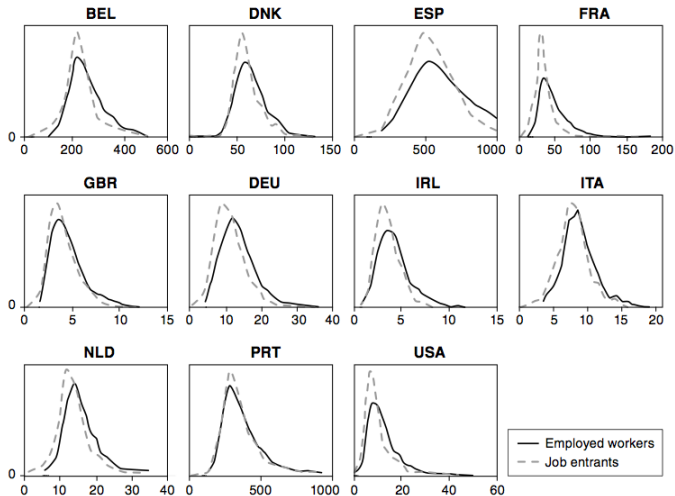 BEL DNK ESP FRA
0
0 200 400 600 0 50 100 150 0 500 1000 0 50 100 150 200
GBR DEU IRL ITA
0
0 5 10 15 0 10 20 30 40 0 5 10 15 0 5 10 15 20
NLD PRT USA
0
0 10 20 30 40 0 500 1000 0 20 40 60
Employed workers
Job entrants